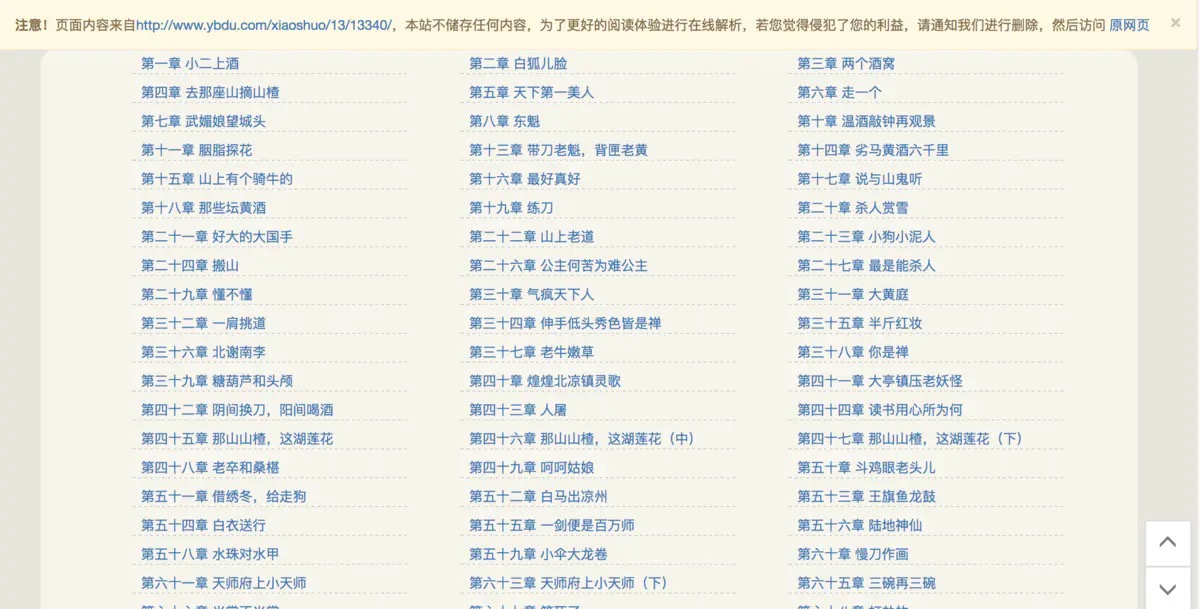 注意！页面内容来自http://www.ybdu.com/xiaoshuo/13/13340/，本站不储存任何内容，为了更好的阅读体验进行在线解析，若您觉得侵犯了您的利益，请通知我们进行删除，然后访问 原网页 ×
第一章 小二上酒 第二章 白狐儿脸 第三章 两个酒窝
第四章 去那座山摘山楂 第五章 天下第一美人 第六章 走一个
第七章 武媚娘望城头 第八章 东魁 第十章 温酒敲钟再观景
第十一章 胭脂探花 第十三章 带刀老魁，背匣老黄 第十四章 劣马黄酒六千里
第十五章 山上有个骑牛的 第十六章 最好真好 第十七章 说与山鬼听
第十八章 那些坛黄酒 第十九章 练刀 第二十章 杀人赏雪
第二十一章 好大的大国手 第二十二章 山上老道 第二十三章 小狗小泥人
第二十四章 搬山 第二十六章 公主何苦为难公主 第二十七章 最是能杀人
第二十九章 懂不懂 第三十章 气疯天下人 第三十一章 大黄庭
第三十二章 一肩挑道 第三十四章 伸手低头秀色皆是禅 第三十五章 半斤红妆
第三十六章 北谢南李 第三十七章 老牛嫩草 第三十八章 你是禅
第三十九章 糖葫芦和头颅 第四十章 煌煌北凉镇灵歌 第四十一章 大亭镇压老妖怪
第四十二章 阴间换刀，阳间喝酒 第四十三章 人屠 第四十四章 读书用心所为何
第四十五章 那山山楂，这湖莲花 第四十六章 那山山楂，这湖莲花（中） 第四十七章 那山山楂，这湖莲花（下）
第四十八章 老卒和桑椹 第四十九章 呵呵姑娘 第五十章 斗鸡眼老头儿
第五十一章 借绣冬，给走狗 第五十二章 白马出凉州 第五十三章 王旗鱼龙鼓
第五十四章 白衣送行 第五十五章 一剑便是百万师 第五十六章 陆地神仙
第五十八章 水珠对水甲 第五十九章 小伞大龙卷 第六十章 慢刀作画
第六十一章 天师府上小天师 第六十三章 天师府上小天师（下） 第六十五章 三碗再三碗